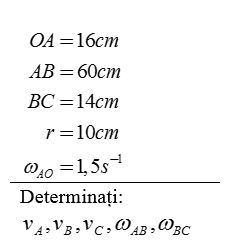 OA = 16cm
AB = 60cm
BC = 14cm
r = 10cm
ω_AO = 1,5s⁻¹
Determinați:
v_A, v_B, v_C, ω_AB, ω_BC